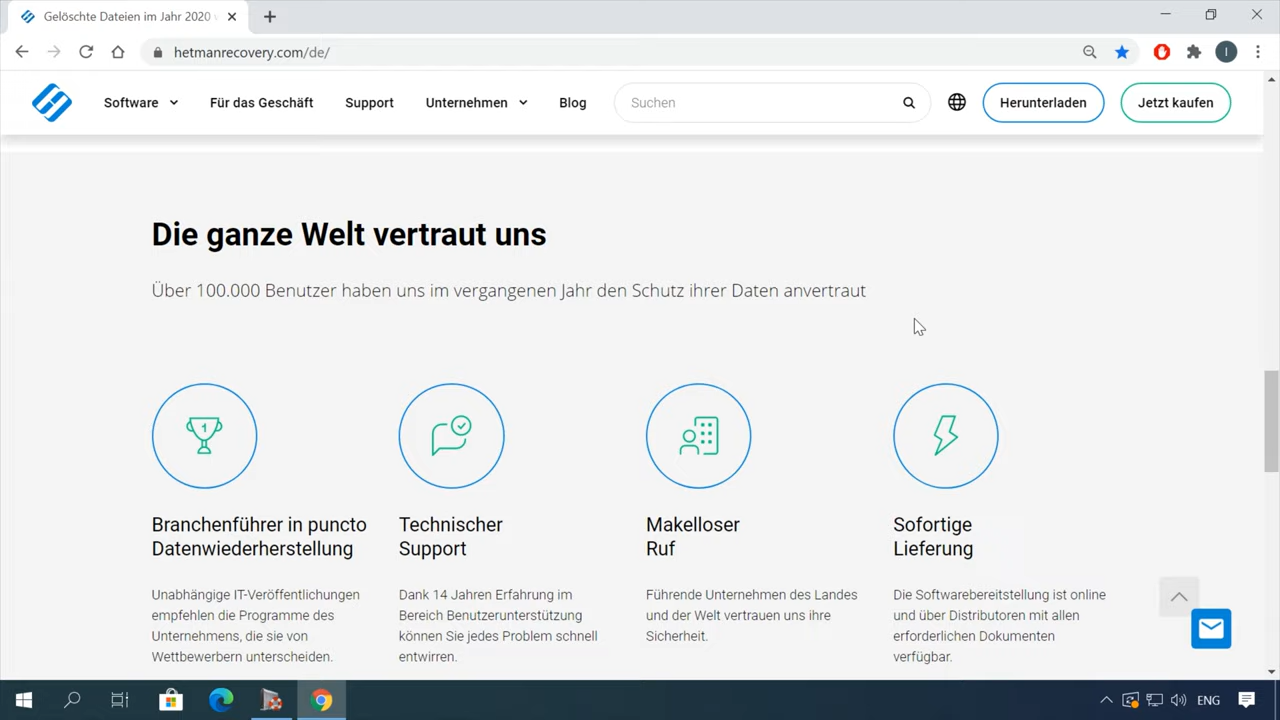 Gelöschte Dateien im Jahr 2020
hetmanrecovery.com/de/
I
Software
Für das Geschäft
Support
Unternehmen
Blog
Suchen
Herunterladen
Jetzt kaufen
Die ganze Welt vertraut uns
Über 100.000 Benutzer haben uns im vergangenen Jahr den Schutz ihrer Daten anvertraut
1
Branchenführer in puncto
Datenwiederherstellung
Unabhängige IT-Veröffentlichungen
empfehlen die Programme des
Unternehmens, die sie von
Wettbewerbern unterscheiden.
Technischer
Support
Dank 14 Jahren Erfahrung im
Bereich Benutzerunterstützung
können Sie jedes Problem schnell
entwirren.
Makelloser
Ruf
Führende Unternehmen des Landes
und der Welt vertrauen uns ihre
Sicherheit.
Sofortige
Lieferung
Die Softwarebereitstellung ist online
und über Distributoren mit allen
erforderlichen Dokumenten
verfügbar.
ENG